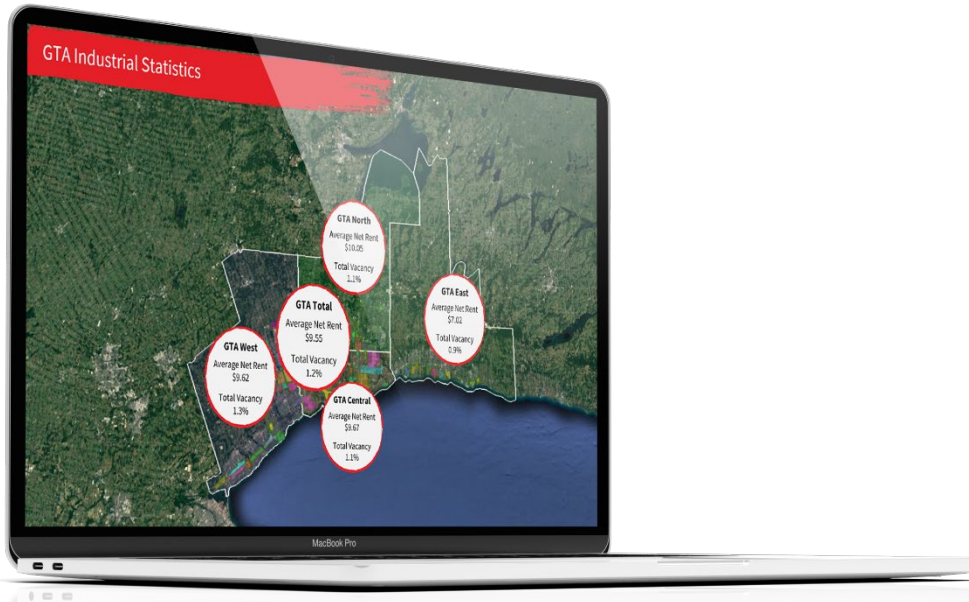 GTA Industrial Statistics
GTA North
Average Net Rent
$10.05
Total Vacancy
1.1%
GTA East
Average Net Rent
$7.02
Total Vacancy
0.9%
GTA Total
Average Net Rent
$9.55
Total Vacancy
1.2%
GTA West
Average Net Rent
$9.62
Total Vacancy
1.3%
GTA Central
Average Net Rent
$9.67
Total Vacancy
1.1%
MacBook Pro